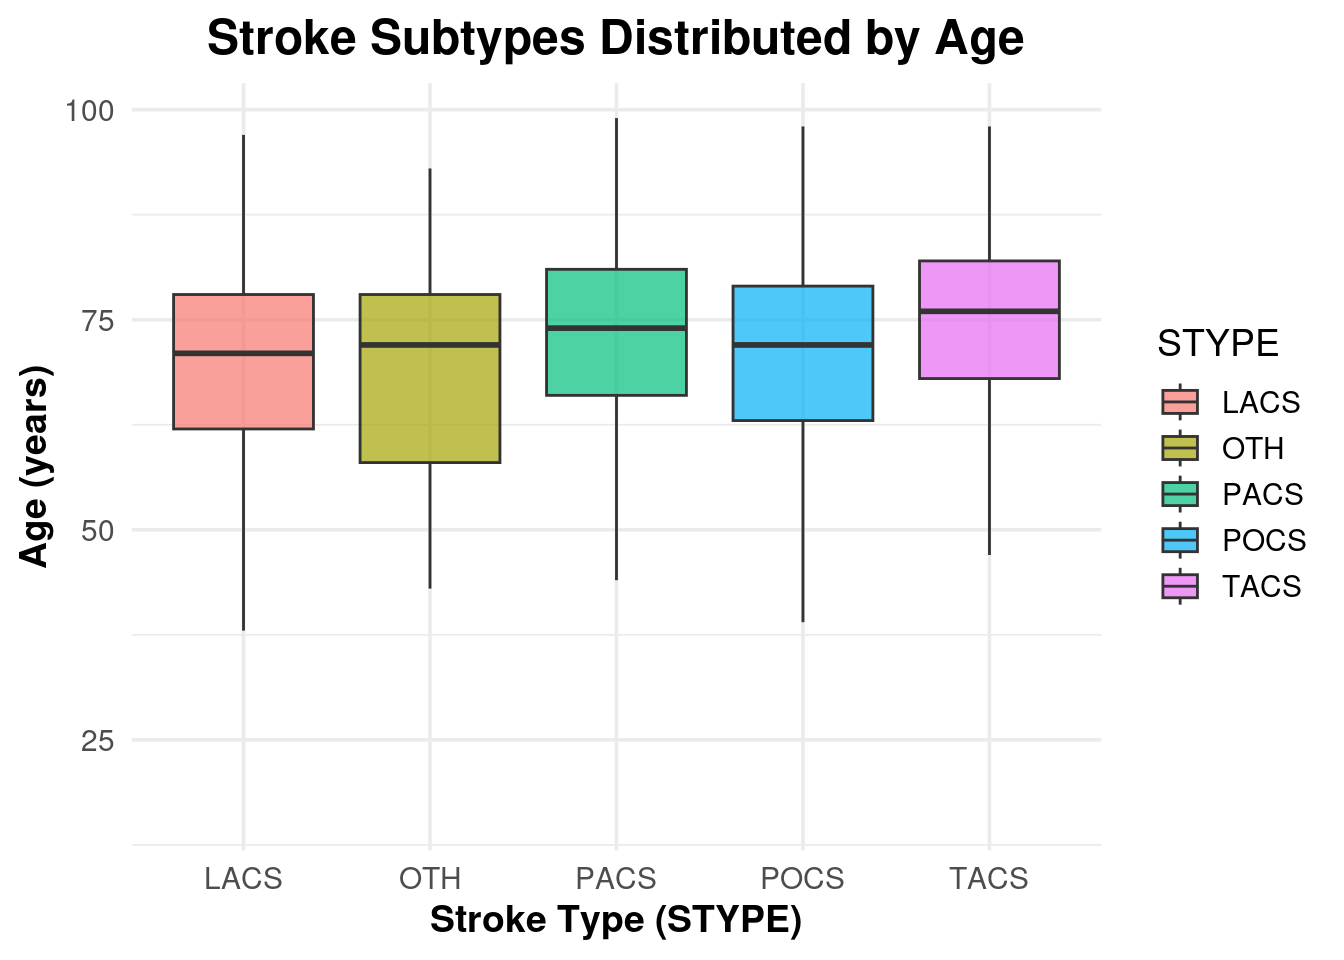 Stroke Subtypes Distributed by Age
100
75
50
25
Age (years)
LACS OTH PACS POCS TACS
Stroke Type (STYPE)
STYPE
LACS
OTH
PACS
POCS
TACS